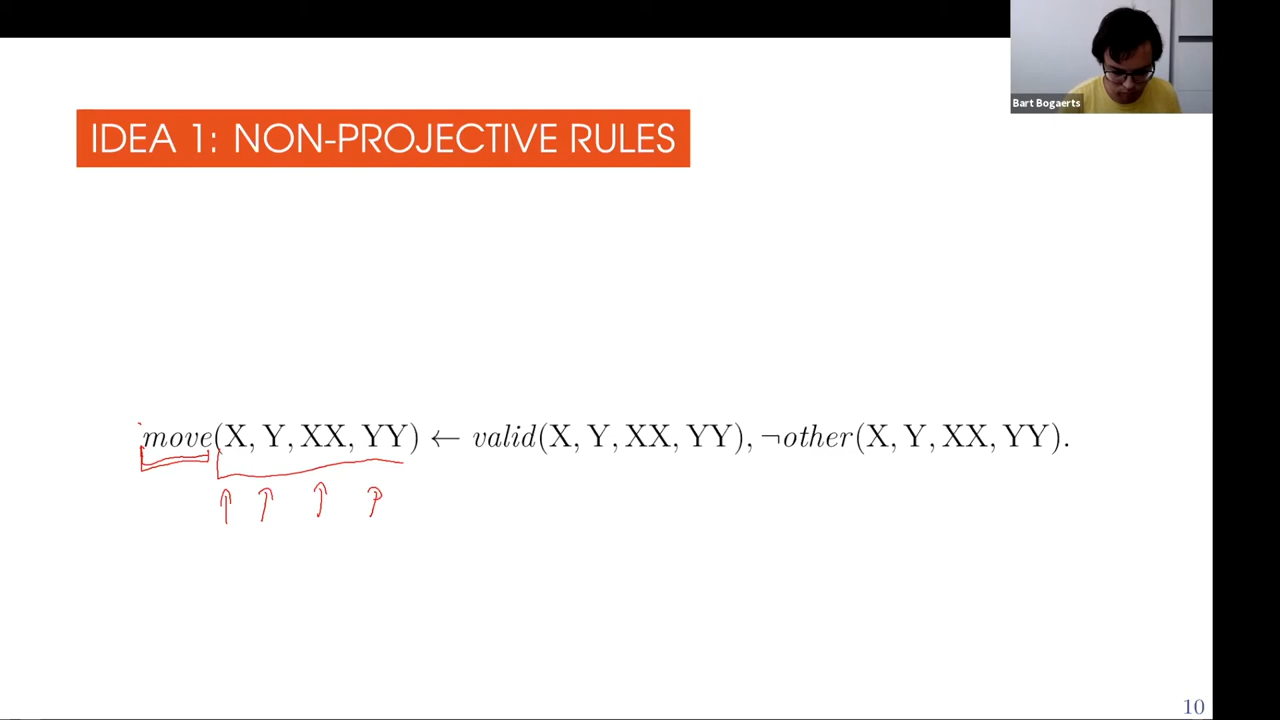 Bart Bogaerts
IDEA 1: NON-PROJECTIVE RULES
move(X, Y, XX, YY) ← valid(X, Y, XX, YY), ¬other(X, Y, XX, YY).
10